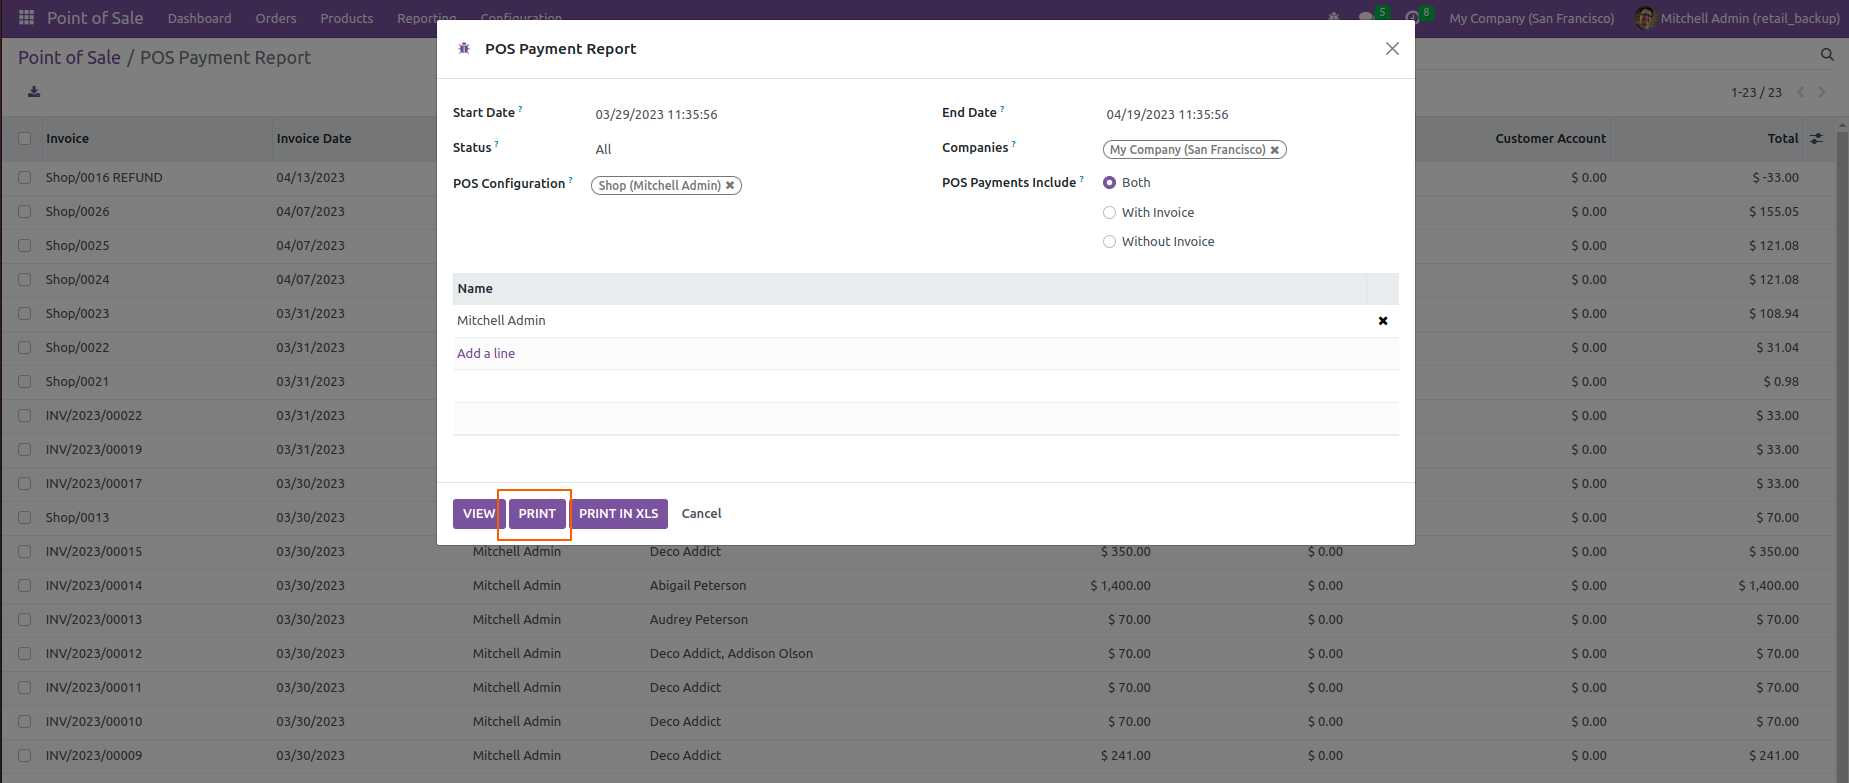 Point of Sale Dashboard Orders Products Reporting Configuration 5 8 My Company (San Francisco) Mitchell Admin (retail_backup)
Point of Sale / POS Payment Report
1-23 / 23
POS Payment Report
Start Date ? 03/29/2023 11:35:56 End Date ? 04/19/2023 11:35:56
Status ? All Companies ? My Company (San Francisco) ✖
POS Configuration ? Shop (Mitchell Admin) ✖ POS Payments Include ? Both
With Invoice
Without Invoice
Name
Mitchell Admin ✖
Add a line
VIEW PRINT PRINT IN XLS Cancel
Invoice Invoice Date Customer Account Total
Shop/0016 REFUND 04/13/2023 $ 0.00 $ -33.00
Shop/0026 04/07/2023 $ 0.00 $ 155.05
Shop/0025 04/07/2023 $ 0.00 $ 121.08
Shop/0024 04/07/2023 $ 0.00 $ 121.08
Shop/0023 03/31/2023 $ 0.00 $ 108.94
Shop/0022 03/31/2023 $ 0.00 $ 31.04
Shop/0021 03/31/2023 $ 0.00 $ 0.98
INV/2023/00022 03/31/2023 $ 0.00 $ 33.00
INV/2023/00019 03/31/2023 $ 0.00 $ 33.00
INV/2023/00017 03/30/2023 $ 0.00 $ 33.00
Shop/0013 03/30/2023 $ 0.00 $ 70.00
INV/2023/00015 03/30/2023 Mitchell Admin Deco Addict $ 350.00 $ 0.00 $ 0.00 $ 350.00
INV/2023/00014 03/30/2023 Mitchell Admin Abigail Peterson $ 1,400.00 $ 0.00 $ 0.00 $ 1,400.00
INV/2023/00013 03/30/2023 Mitchell Admin Audrey Peterson $ 70.00 $ 0.00 $ 0.00 $ 70.00
INV/2023/00012 03/30/2023 Mitchell Admin Deco Addict, Addison Olson $ 70.00 $ 0.00 $ 0.00 $ 70.00
INV/2023/00011 03/30/2023 Mitchell Admin Deco Addict $ 70.00 $ 0.00 $ 0.00 $ 70.00
INV/2023/00010 03/30/2023 Mitchell Admin Deco Addict $ 70.00 $ 0.00 $ 0.00 $ 70.00
INV/2023/00009 03/30/2023 Mitchell Admin Deco Addict $ 241.00 $ 0.00 $ 0.00 $ 241.00